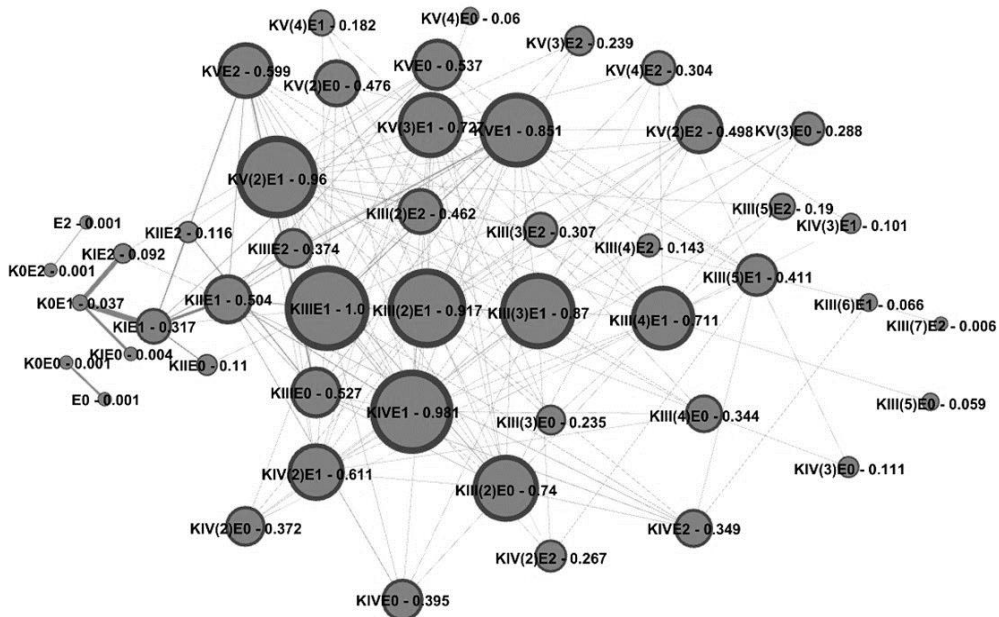 KV(4)E1 - 0.182
KV(4)E0 - 0.06
KV(3)E2 - 0.239
KVE2 - 0.599
KV(2)E0 - 0.476
KVE0 - 0.537
KV(4)E2 - 0.304
KV(3)E1 - 0.727
KVE1 - 0.851
KV(2)E2 - 0.498
KV(3)E0 - 0.288
KV(2)E1 - 0.96
KIII(2)E2 - 0.462
KIII(5)E2 - 0.19
E2 - 0.001
KIIE2 - 0.116
KIII(3)E2 - 0.307
KIV(3)E1 - 0.101
KIE2 - 0.092
KIIIE2 - 0.374
KIII(4)E2 - 0.143
K0E2 - 0.001
KIII(5)E1 - 0.411
K0E1 - 0.037
KIIE1 - 0.504
KIIIE1 - 1.0
KIII(2)E1 - 0.917
KIII(3)E1 - 0.87
KIII(4)E1 - 0.711
KIII(6)E1 - 0.066
KIE1 - 0.317
KIII(7)E2 - 0.006
KIE0 - 0.004
K0E0 - 0.001
KIIE0 - 0.11
E0 - 0.001
KIIIE0 - 0.527
KIVE1 - 0.981
KIII(3)E0 - 0.235
KIII(4)E0 - 0.344
KIII(5)E0 - 0.059
KIV(2)E1 - 0.611
KIII(2)E0 - 0.74
KIV(3)E0 - 0.111
KIV(2)E0 - 0.372
KIVE2 - 0.349
KIV(2)E2 - 0.267
KIVE0 - 0.395